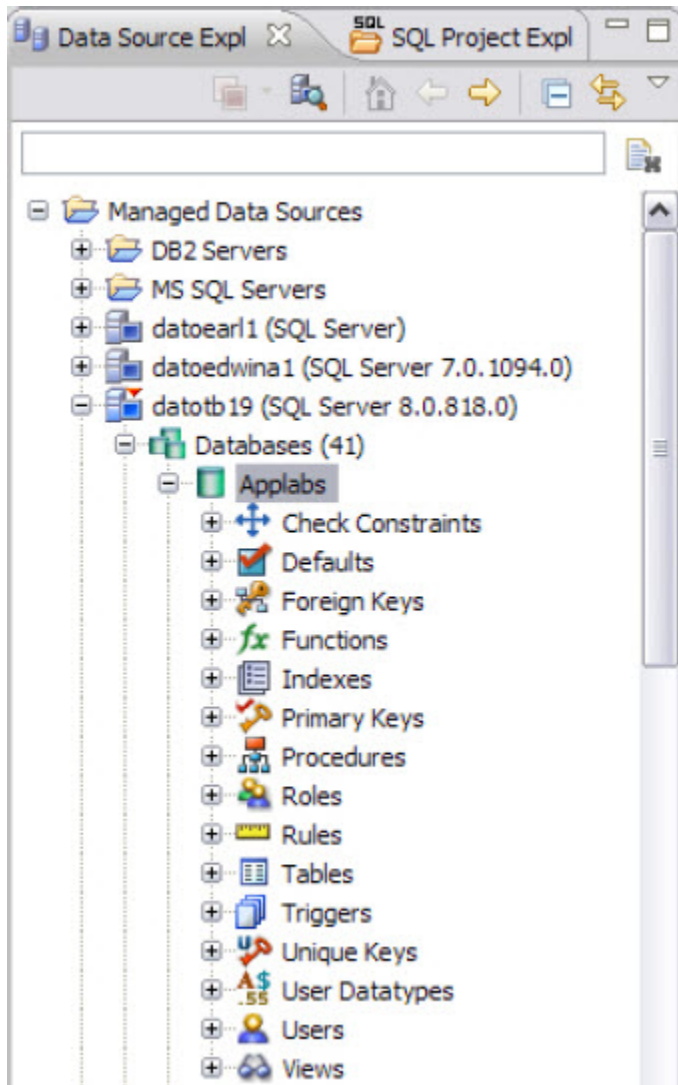 Data Source Expl
SQL SQL Project Expl
Managed Data Sources
DB2 Servers
MS SQL Servers
datoearl1 (SQL Server)
datoedwina1 (SQL Server 7.0.1094.0)
datotb19 (SQL Server 8.0.818.0)
Databases (41)
Applabs
Check Constraints
Defaults
Foreign Keys
fx Functions
Indexes
Primary Keys
Procedures
Roles
Rules
Tables
Triggers
U Unique Keys
A$ .55 User Datatypes
Users
Views